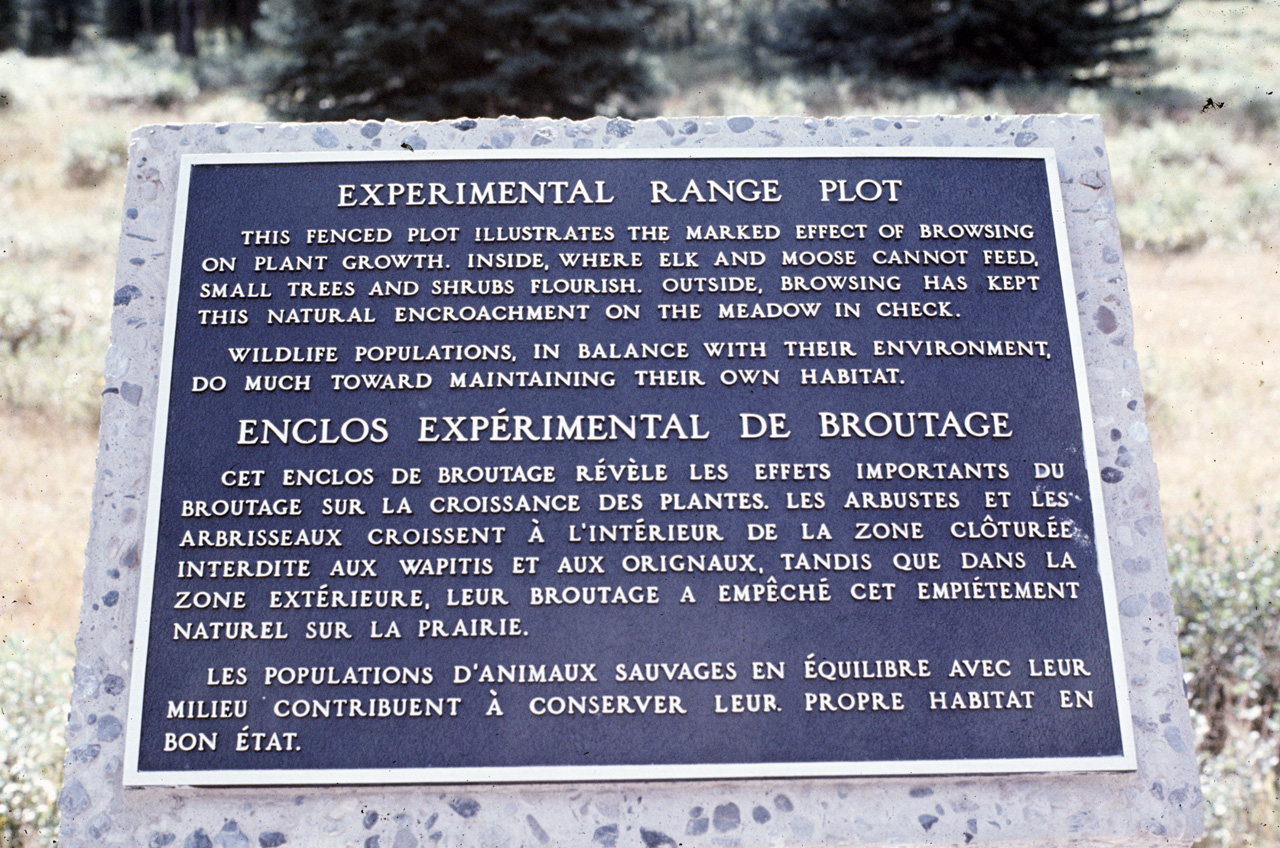 EXPERIMENTAL RANGE PLOT
THIS FENCED PLOT ILLUSTRATES THE MARKED EFFECT OF BROWSING
ON PLANT GROWTH. INSIDE, WHERE ELK AND MOOSE CANNOT FEED,
SMALL TREES AND SHRUBS FLOURISH. OUTSIDE, BROWSING HAS KEPT
THIS NATURAL ENCROACHMENT ON THE MEADOW IN CHECK.
WILDLIFE POPULATIONS, IN BALANCE WITH THEIR ENVIRONMENT,
DO MUCH TOWARD MAINTAINING THEIR OWN HABITAT.
ENCLOS EXPÉRIMENTAL DE BROUTAGE
CET ENCLOS DE BROUTAGE RÉVÈLE LES EFFETS IMPORTANTS DU
BROUTAGE SUR LA CROISSANCE DES PLANTES. LES ARBUSTES ET LES
ARBRISSEAUX CROISSENT À L'INTÉRIEUR DE LA ZONE CLÔTURÉE,
INTERDITE AUX WAPITIS ET AUX ORIGNAUX, TANDIS QUE DANS LA
ZONE EXTÉRIEURE, LEUR BROUTAGE A EMPÊCHÉ CET EMPIÉTEMENT
NATUREL SUR LA PRAIRIE.
LES POPULATIONS D'ANIMAUX SAUVAGES EN ÉQUILIBRE AVEC LEUR
MILIEU CONTRIBUENT À CONSERVER LEUR PROPRE HABITAT EN
BON ÉTAT.